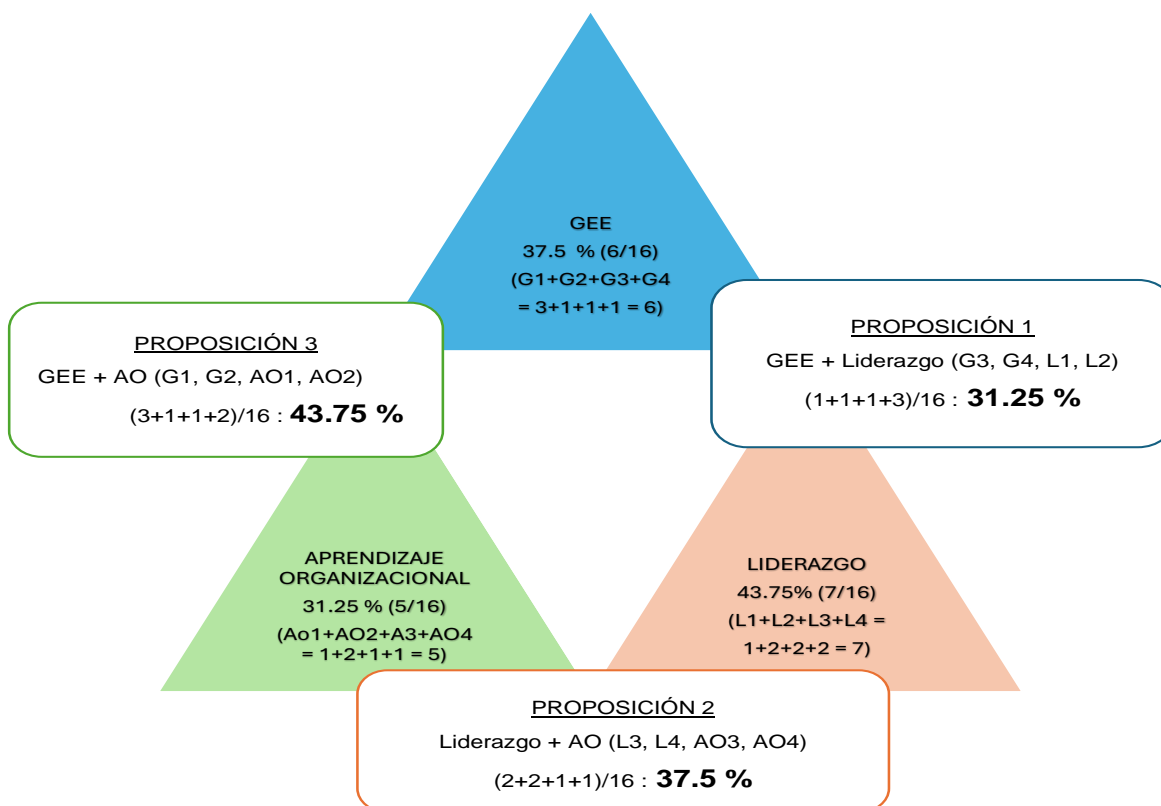 GEE
37.5 % (6/16)
(G1+G2+G3+G4
= 3+1+1+1 = 6)
PROPOSICIÓN 3
GEE + AO (G1, G2, AO1, AO2)
(3+1+1+2)/16 : 43.75 %
PROPOSICIÓN 1
GEE + Liderazgo (G3, G4, L1, L2)
(1+1+1+3)/16 : 31.25 %
APRENDIZAJE
ORGANIZACIONAL
31.25 % (5/16)
(Ao1+AO2+A3+AO4
= 1+2+1+1 = 5)
LIDERAZGO
43.75% (7/16)
(L1+L2+L3+L4 =
1+2+2+2 = 7)
PROPOSICIÓN 2
Liderazgo + AO (L3, L4, AO3, AO4)
(2+2+1+1)/16 : 37.5 %